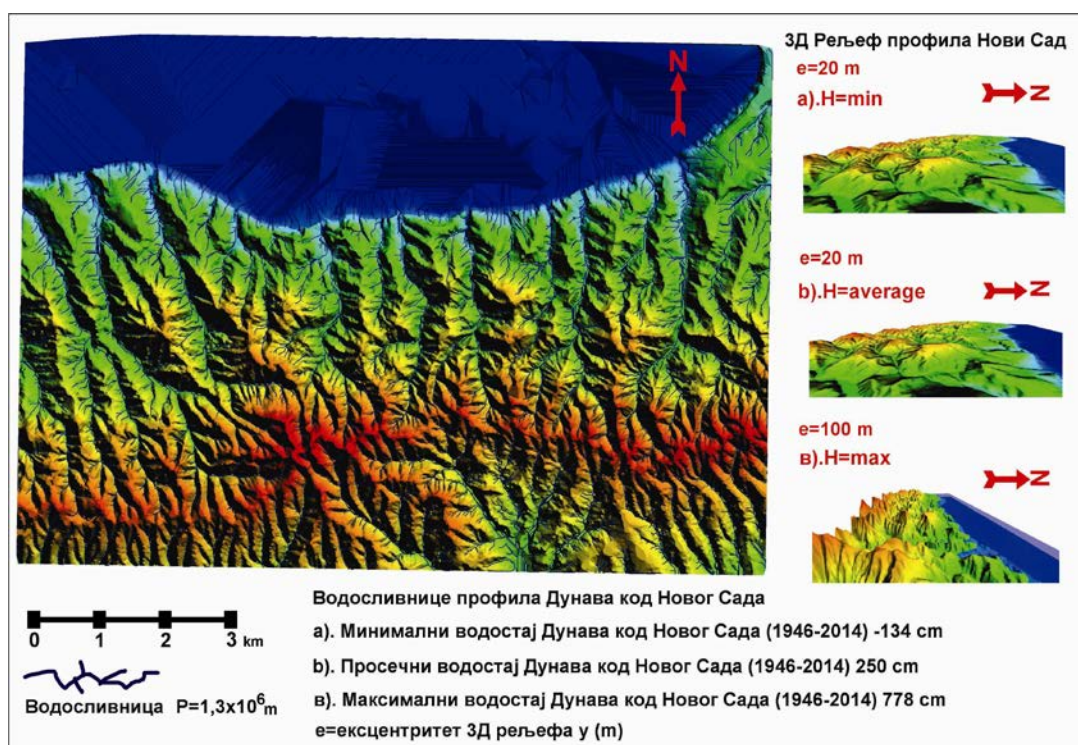 N
3Д Рељеф профила Нови Сад
e=20 m
a).H=min
N
e=20 m
b).H=average
N
e=100 m
в).H=max
N
0 1 2 3 km
Водосливница P=1,3x10⁶m
Водосливнице профила Дунава код Новог Сада
a). Минимални водостај Дунава код Новог Сада (1946-2014) -134 cm
b). Просечни водостај Дунава код Новог Сада (1946-2014) 250 cm
в). Максимални водостај Дунава код Новог Сада (1946-2014) 778 cm
e=ексцентритет 3Д рељефа у (m)